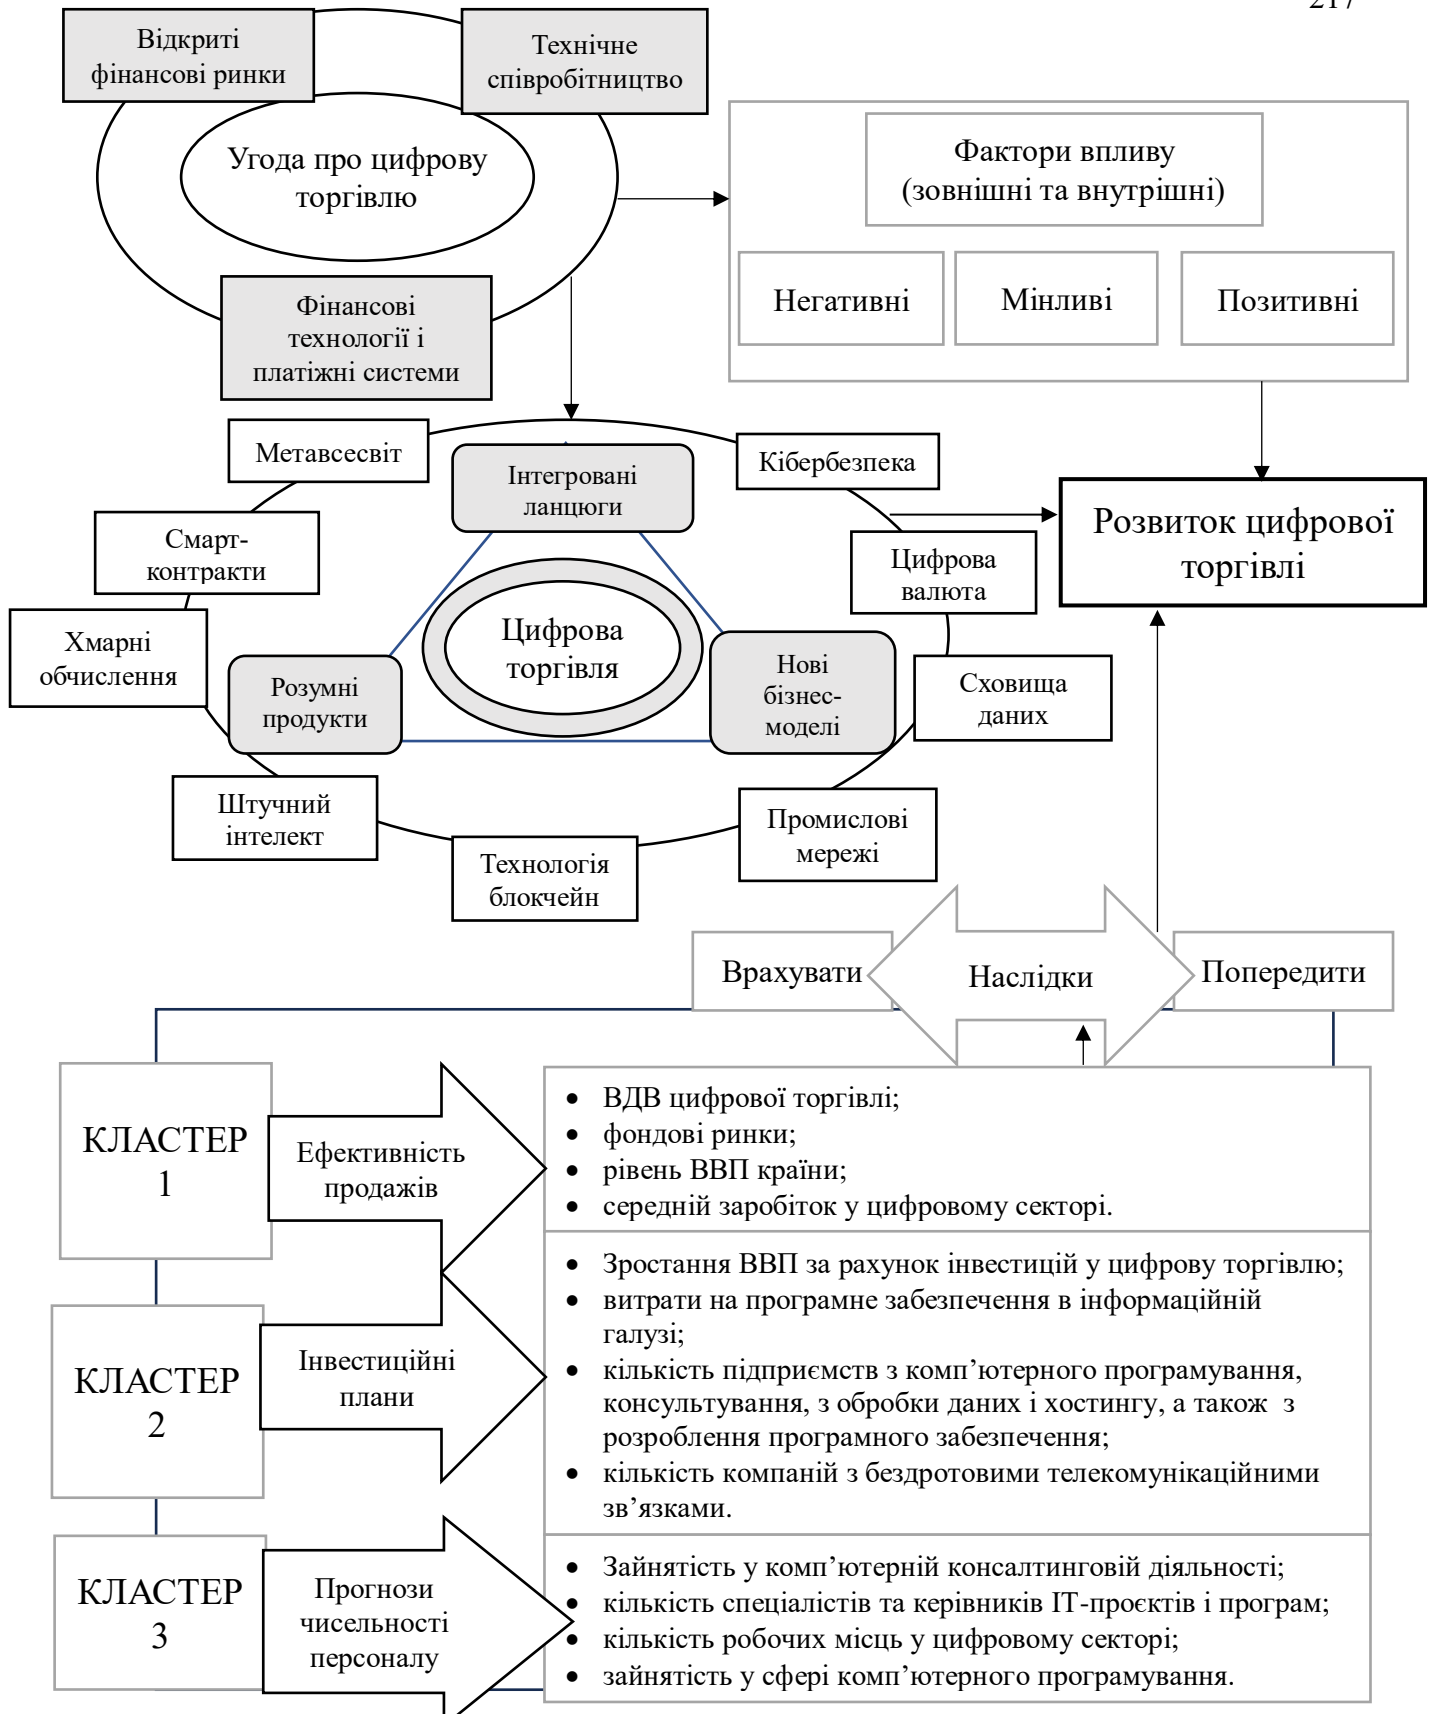 217
Відкриті
фінансові ринки
Технічне
співробітництво
Угода про цифрову
торгівлю
Фінансові
технології і
платіжні системи
Фактори впливу
(зовнішні та внутрішні)
Негативні
Мінливі
Позитивні
Метавсесвіт
Інтегровані
ланцюги
Кібербезпека
Смарт-
контракти
Цифрова
валюта
Розвиток цифрової
торгівлі
Хмарні
обчислення
Цифрова
торгівля
Розумні
продукти
Нові
бізнес-
моделі
Сховища
даних
Штучний
інтелект
Технологія
блокчейн
Промислові
мережі
Врахувати
Наслідки
Попередити
КЛАСТЕР
1
Ефективність
продажів
• ВДВ цифрової торгівлі;
• фондові ринки;
• рівень ВВП країни;
• середній заробіток у цифровому секторі.
КЛАСТЕР
2
Інвестиційні
плани
• Зростання ВВП за рахунок інвестицій у цифрову торгівлю;
• витрати на програмне забезпечення в інформаційній
галузі;
• кількість підприємств з комп’ютерного програмування,
консультування, з обробки даних і хостингу, а також з
розроблення програмного забезпечення;
• кількість компаній з бездротовими телекомунікаційними
зв’язками.
КЛАСТЕР
3
Прогнози
чисельності
персоналу
• Зайнятість у комп’ютерній консалтинговій діяльності;
• кількість спеціалістів та керівників ІТ-проєктів і програм;
• кількість робочих місць у цифровому секторі;
• зайнятість у сфері комп’ютерного програмування.